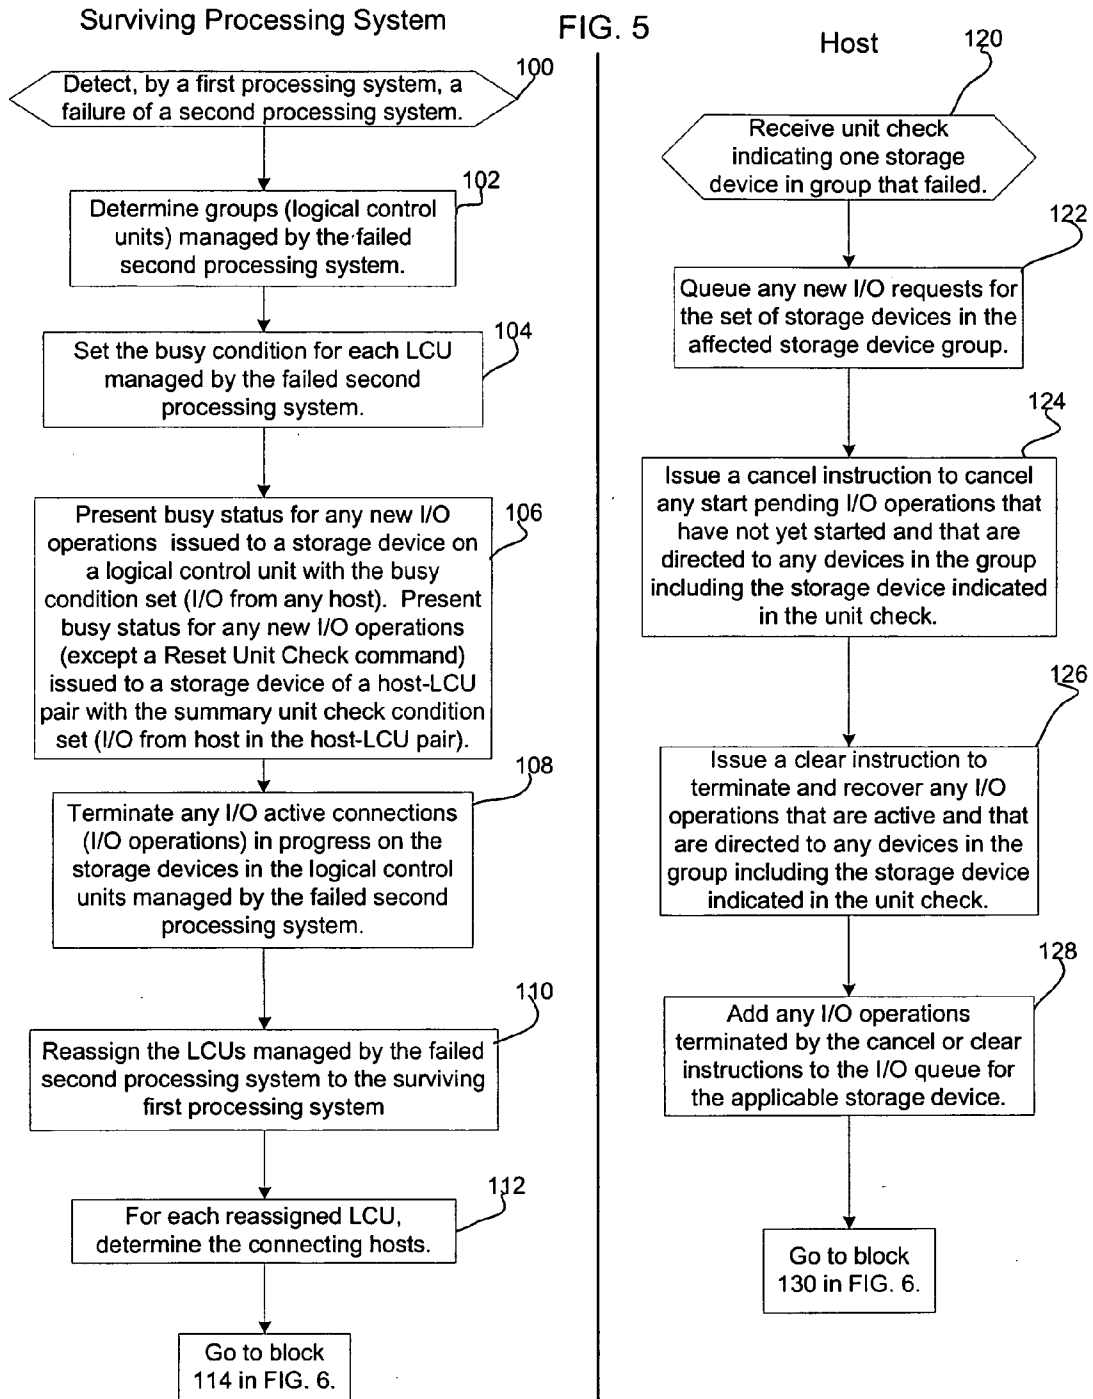 Surviving Processing System
FIG. 5
Host
100
Detect, by a first processing system, a
failure of a second processing system.
102
Determine groups (logical control
units) managed by the failed
second processing system.
104
Set the busy condition for each LCU
managed by the failed second
processing system.
106
Present busy status for any new I/O
operations issued to a storage device on
a logical control unit with the busy
condition set (I/O from any host). Present
busy status for any new I/O operations
(except a Reset Unit Check command)
issued to a storage device of a host-LCU
pair with the summary unit check condition
set (I/O from host in the host-LCU pair).
108
Terminate any I/O active connections
(I/O operations) in progress on the
storage devices in the logical control
units managed by the failed second
processing system.
110
Reassign the LCUs managed by the failed
second processing system to the surviving
first processing system
112
For each reassigned LCU,
determine the connecting hosts.
Go to block
114 in FIG. 6.
120
Receive unit check
indicating one storage
device in group that failed.
122
Queue any new I/O requests for
the set of storage devices in the
affected storage device group.
124
Issue a cancel instruction to cancel
any start pending I/O operations that
have not yet started and that are
directed to any devices in the group
including the storage device indicated
in the unit check.
126
Issue a clear instruction to
terminate and recover any I/O
operations that are active and that
are directed to any devices in the
group including the storage device
indicated in the unit check.
128
Add any I/O operations
terminated by the cancel or clear
instructions to the I/O queue for
the applicable storage device.
Go to block
130 in FIG. 6.